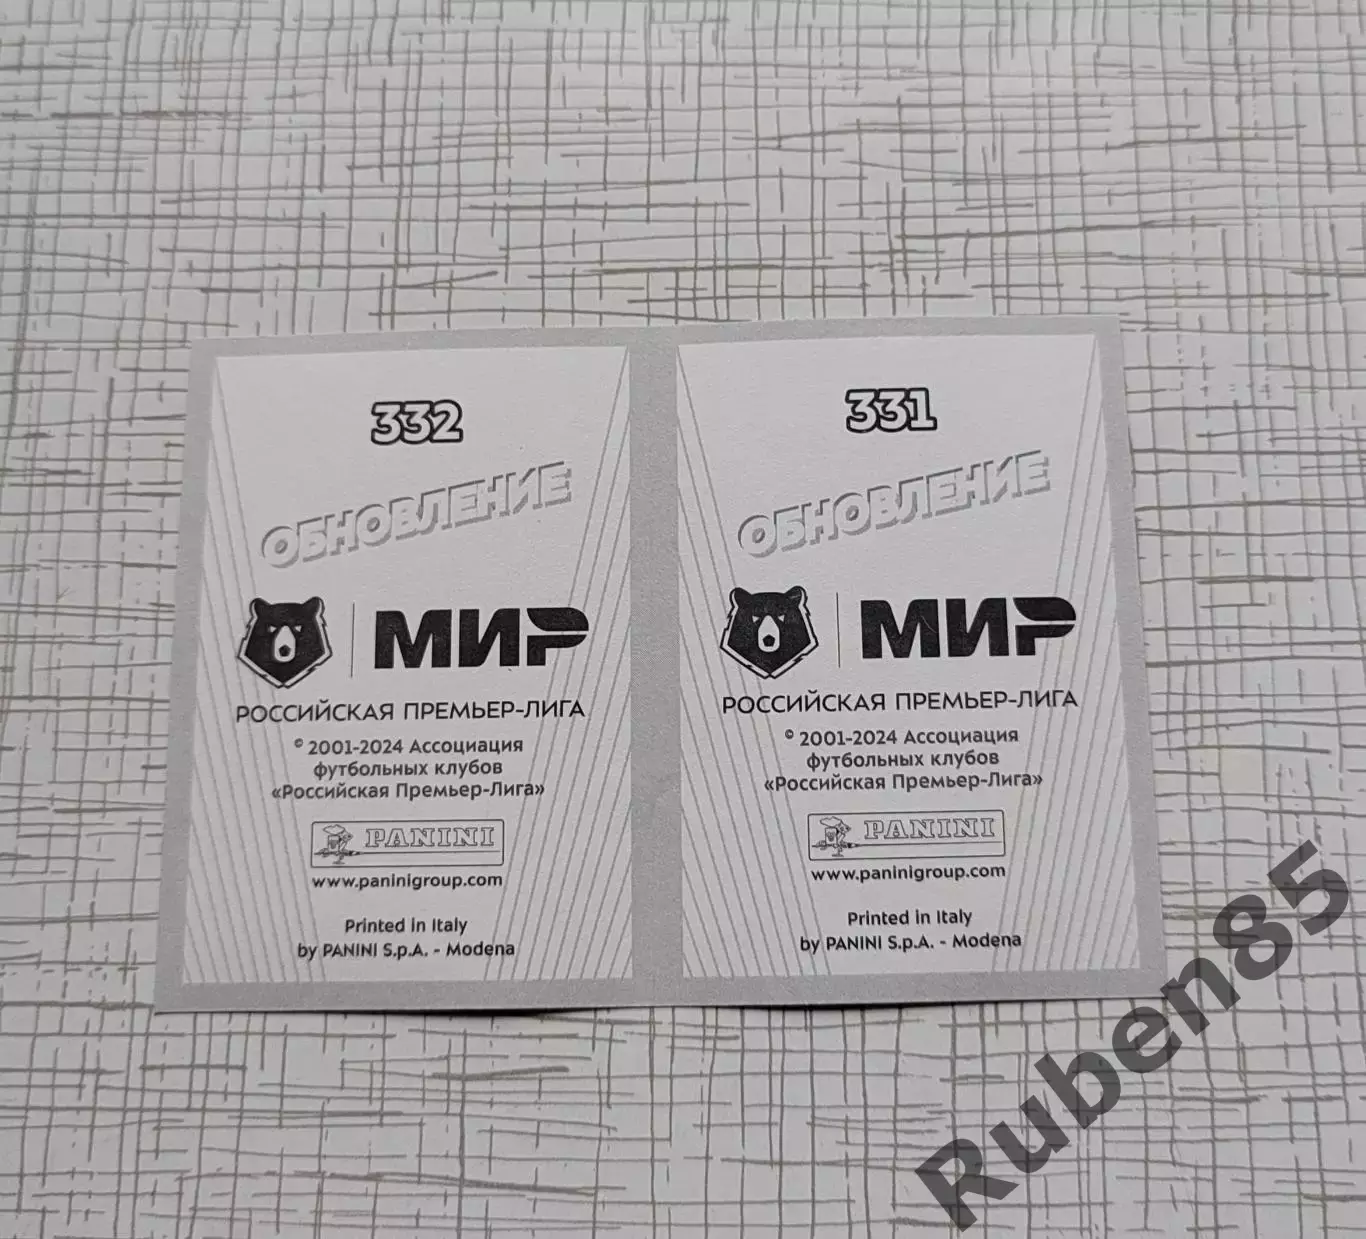 332
ОБНОВЛЕНИЕ
МИР
РОССИЙСКАЯ ПРЕМЬЕР-ЛИГА
© 2001-2024 Ассоциация
футбольных клубов
«Российская Премьер-Лига»
PANINI
www.paninigroup.com
Printed in Italy
by PANINI S.p.A. - Modena
331
ОБНОВЛЕНИЕ
МИР
РОССИЙСКАЯ ПРЕМЬЕР-ЛИГА
© 2001-2024 Ассоциация
футбольных клубов
«Российская Премьер-Лига»
PANINI
www.paninigroup.com
Printed in Italy
by PANINI S.p.A. - Modena
Ruben85